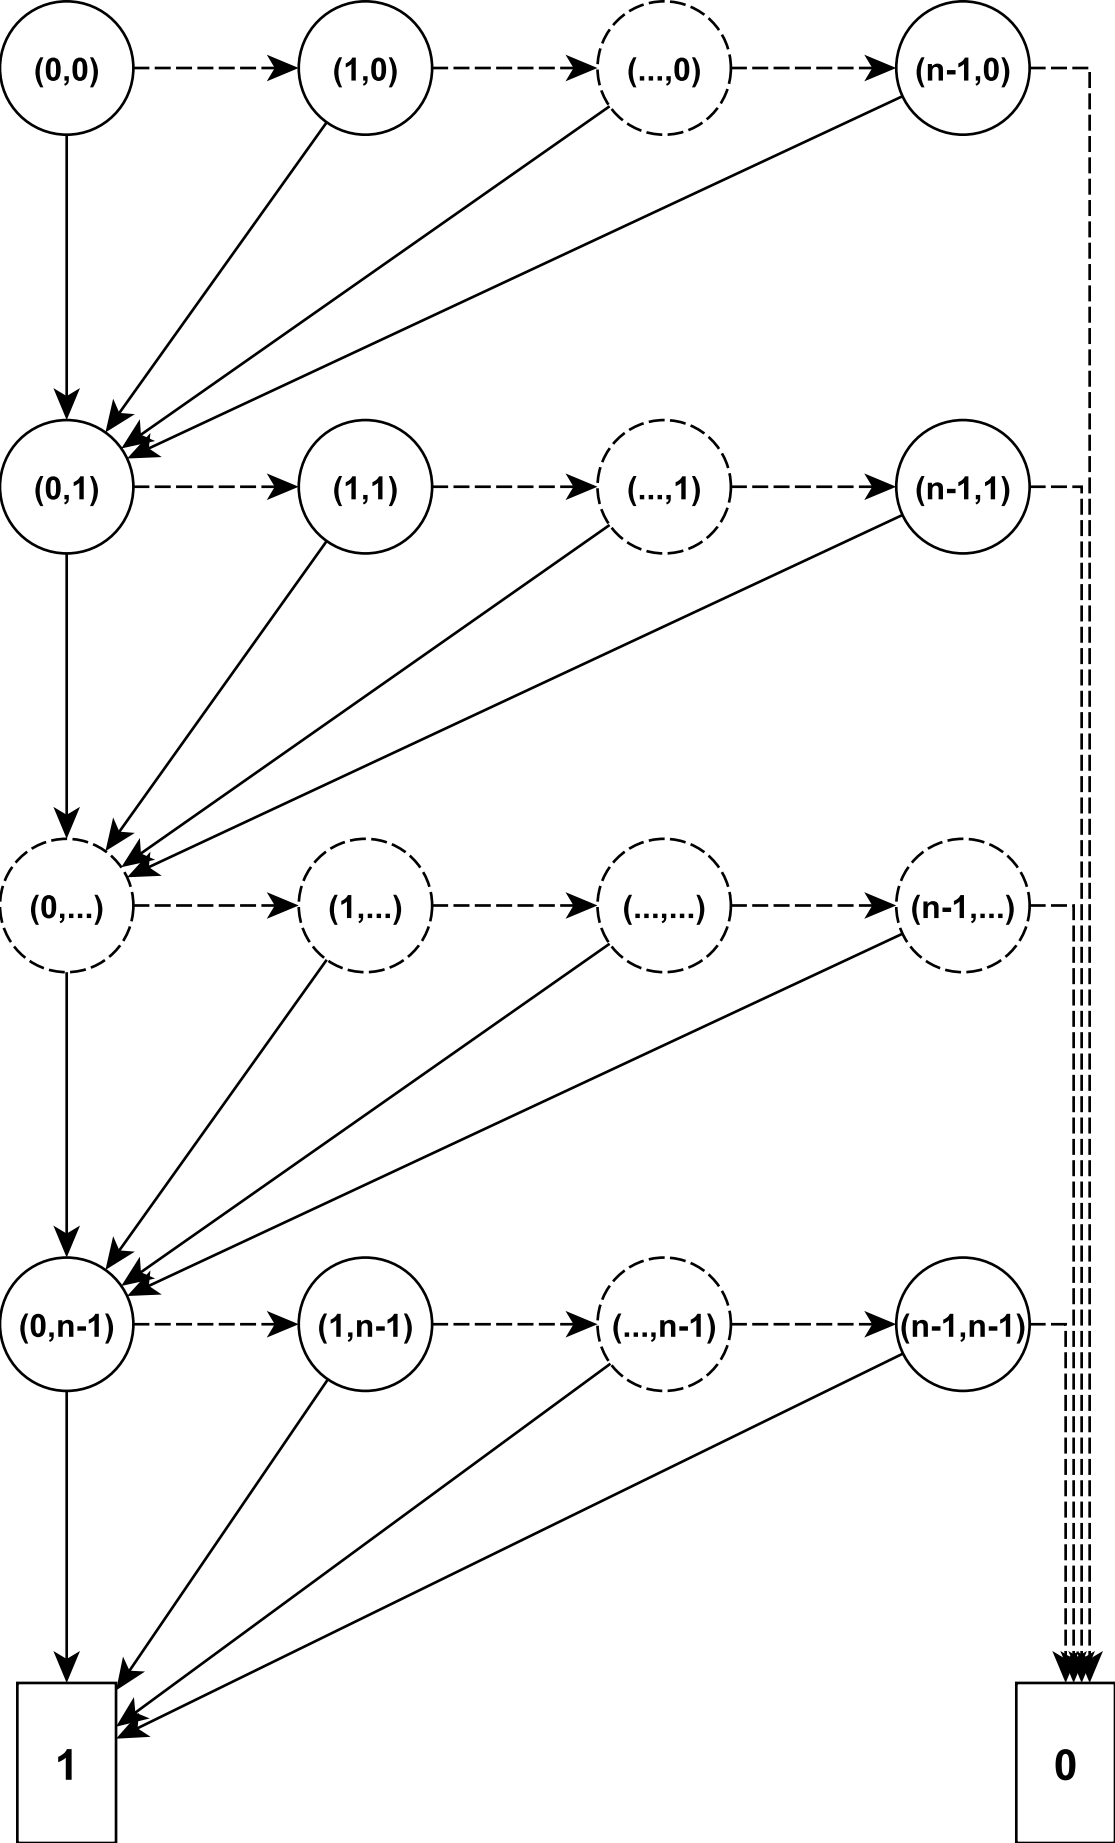 (0,0) (1,0) (...,0) (n-1,0)
(0,1) (1,1) (...,1) (n-1,1)
(0,...) (1,...) (...,...) (n-1,...)
(0,n-1) (1,n-1) (...,n-1) (n-1,n-1)
1 0